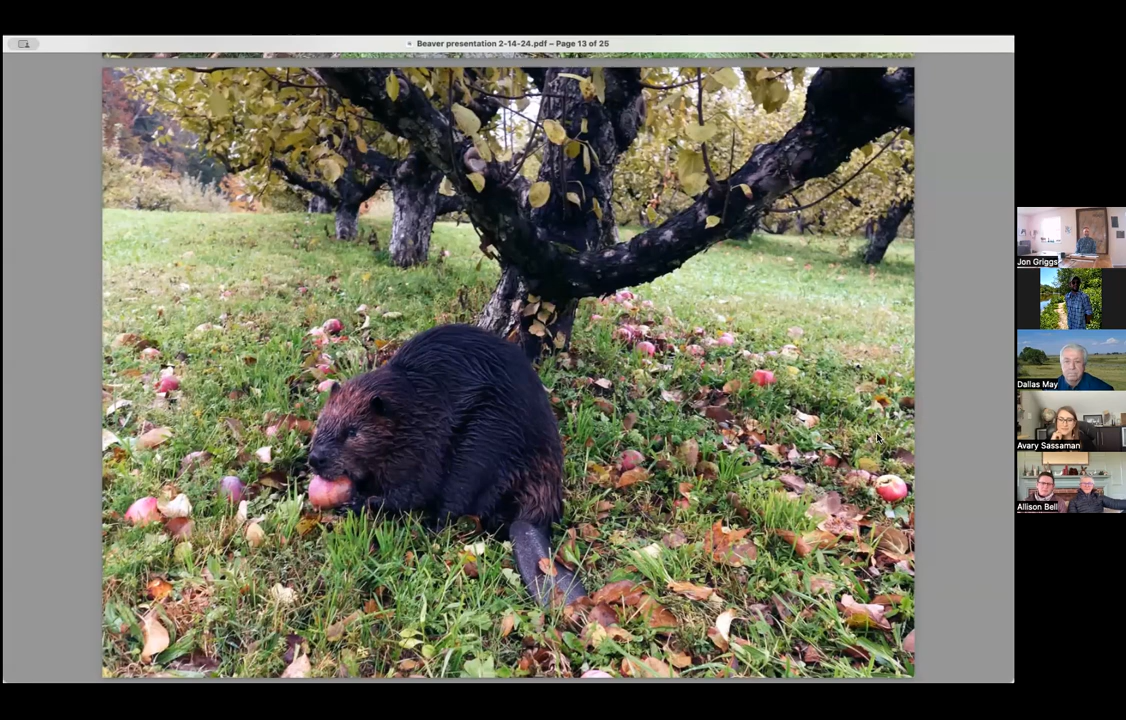 Beaver presentation 2-14-24.pdf – Page 13 of 25
Jon Griggs
Dallas May
Avary Sassaman
Allison Bell